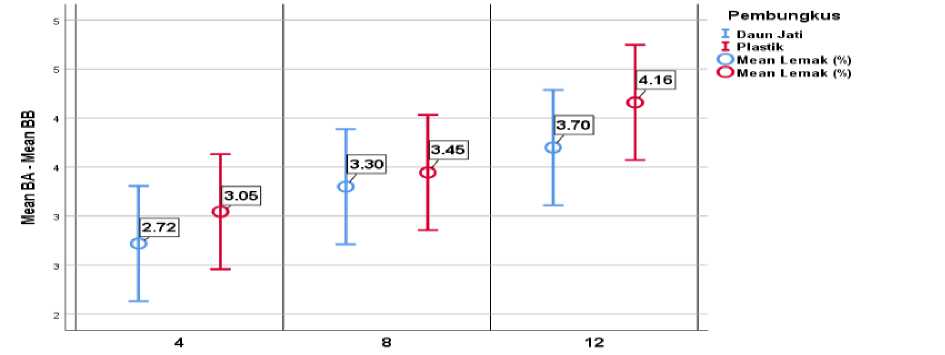 Pembungkus
Daun Jati
Plastik
Mean Lemak (%)
Mean Lemak (%)
Mean BA - Mean BB
5
5
4
4
3
3
2
2.72
3.05
3.30
3.45
3.70
4.16
4
8
12